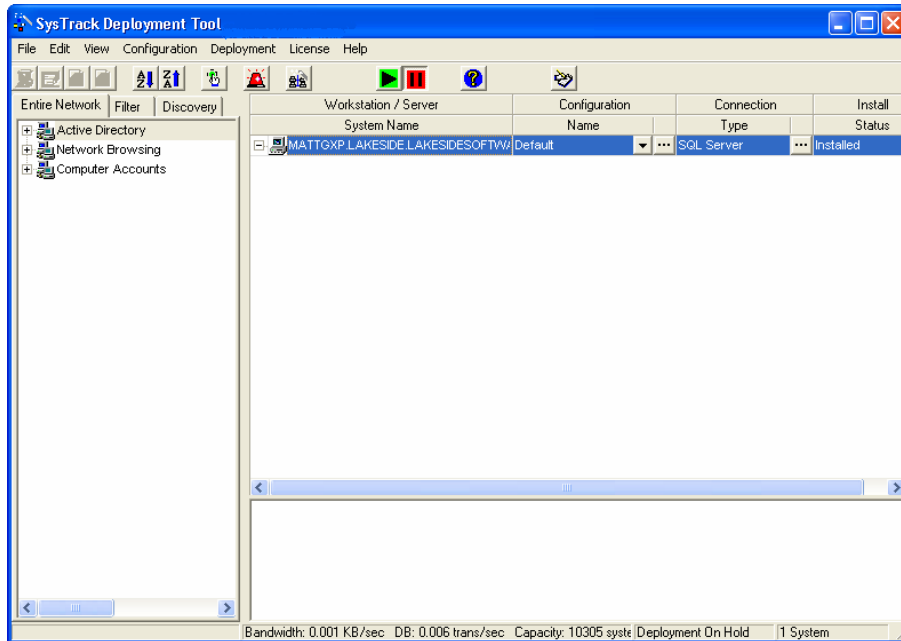 SysTrack Deployment Tool
File Edit View Configuration Deployment License Help
Entire Network Filter Discovery
Workstation / Server Configuration Connection Install
System Name Name Type Status
Active Directory
MATTGXP.LAKESIDE.LAKESIDESOFTWA Default SQL Server Installed
Network Browsing
Computer Accounts
Bandwidth: 0.001 KB/sec DB: 0.006 trans/sec Capacity: 10305 syste Deployment On Hold 1 System